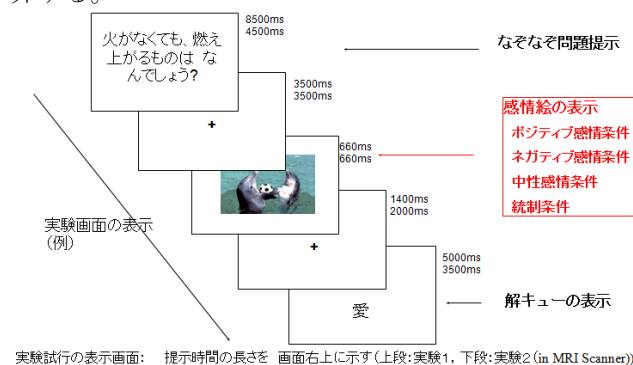 火がなくても、燃え
上がるものは な
んでしょう?
8500ms
4500ms
なぞなぞ問題提示
+
3500ms
3500ms
感情絵の表示
ポジティブ感情条件
ネガティブ感情条件
中性感情条件
統制条件
660ms
660ms
+
1400ms
2000ms
実験画面の表示
(例)
愛
5000ms
3500ms
解キューの表示
実験試行の表示画面: 提示時間の長さを 画面右上に示す(上段:実験1, 下段:実験2(in MRI Scanner))